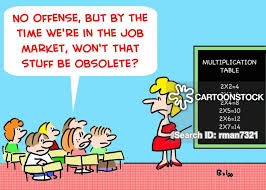 NO OFFENSE, BUT BY THE
TIME WE'RE IN THE JOB
MARKET, WON'T THAT
STUFF BE OBSOLETE?
MULTIPLICATION
TABLE
2X2=4
CARTOONSTOCK
2X4=8
2X5=10
2X6=12
2X7=14
Search ID: rman7321